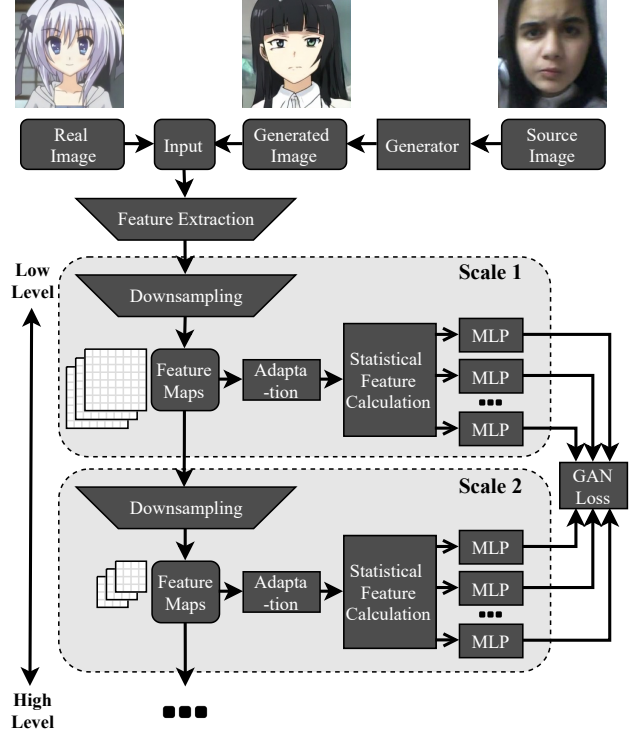 Real
Image
Input
Generated
Image
Generator
Source
Image
Feature Extraction
Low
Level
Scale 1
Downsampling
Feature
Maps
Adapta
-tion
Statistical
Feature
Calculation
MLP
MLP
MLP
GAN
Loss
Scale 2
Downsampling
Feature
Maps
Adapta
-tion
Statistical
Feature
Calculation
MLP
MLP
MLP
High
Level